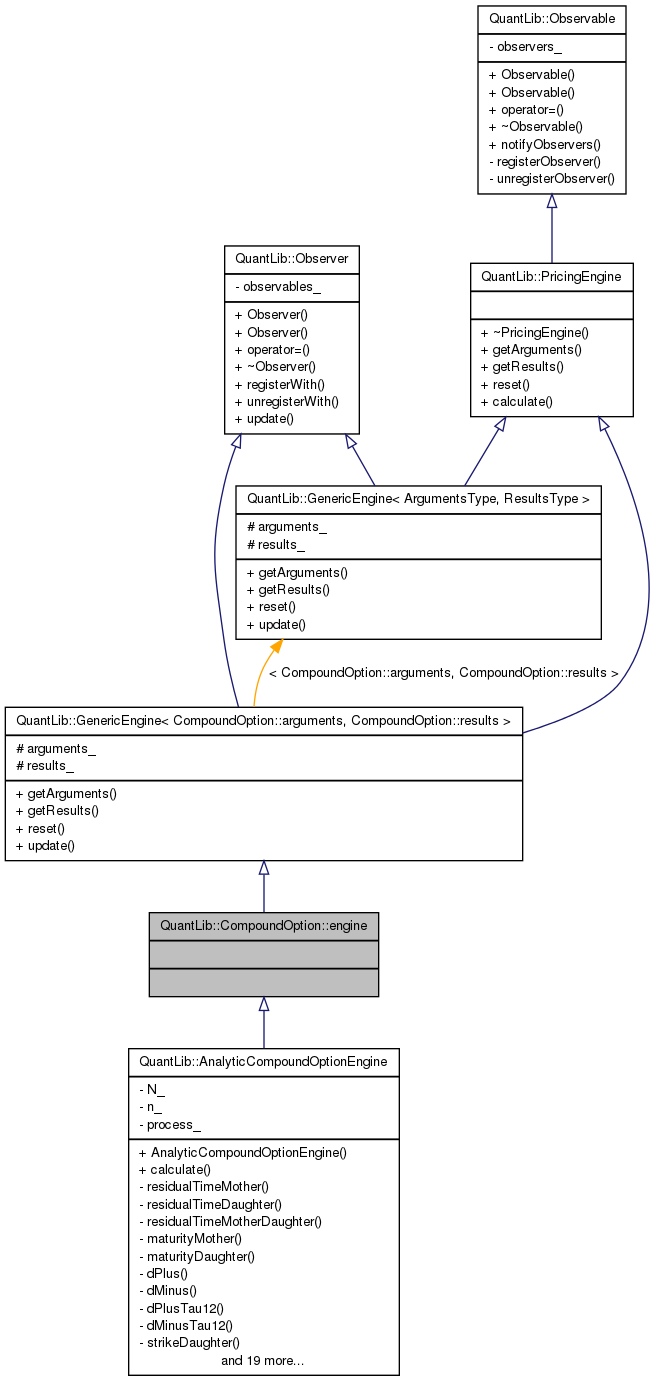 QuantLib::Observable
- observers_
+ Observable()
+ Observable()
+ operator=()
+ ~Observable()
+ notifyObservers()
- registerObserver()
- unregisterObserver()
QuantLib::Observer
- observables_
+ Observer()
+ Observer()
+ operator=()
+ ~Observer()
+ registerWith()
+ unregisterWith()
+ update()
QuantLib::PricingEngine
+ ~PricingEngine()
+ getArguments()
+ getResults()
+ reset()
+ calculate()
QuantLib::GenericEngine< ArgumentsType, ResultsType >
# arguments_
# results_
+ getArguments()
+ getResults()
+ reset()
+ update()
< CompoundOption::arguments, CompoundOption::results >
QuantLib::GenericEngine< CompoundOption::arguments, CompoundOption::results >
# arguments_
# results_
+ getArguments()
+ getResults()
+ reset()
+ update()
QuantLib::CompoundOption::engine
QuantLib::AnalyticCompoundOptionEngine
- N_
- n_
- process_
+ AnalyticCompoundOptionEngine()
+ calculate()
- residualTimeMother()
- residualTimeDaughter()
- residualTimeMotherDaughter()
- maturityMother()
- maturityDaughter()
- dPlus()
- dMinus()
- dPlusTau12()
- dMinusTau12()
- strikeDaughter()
and 19 more...